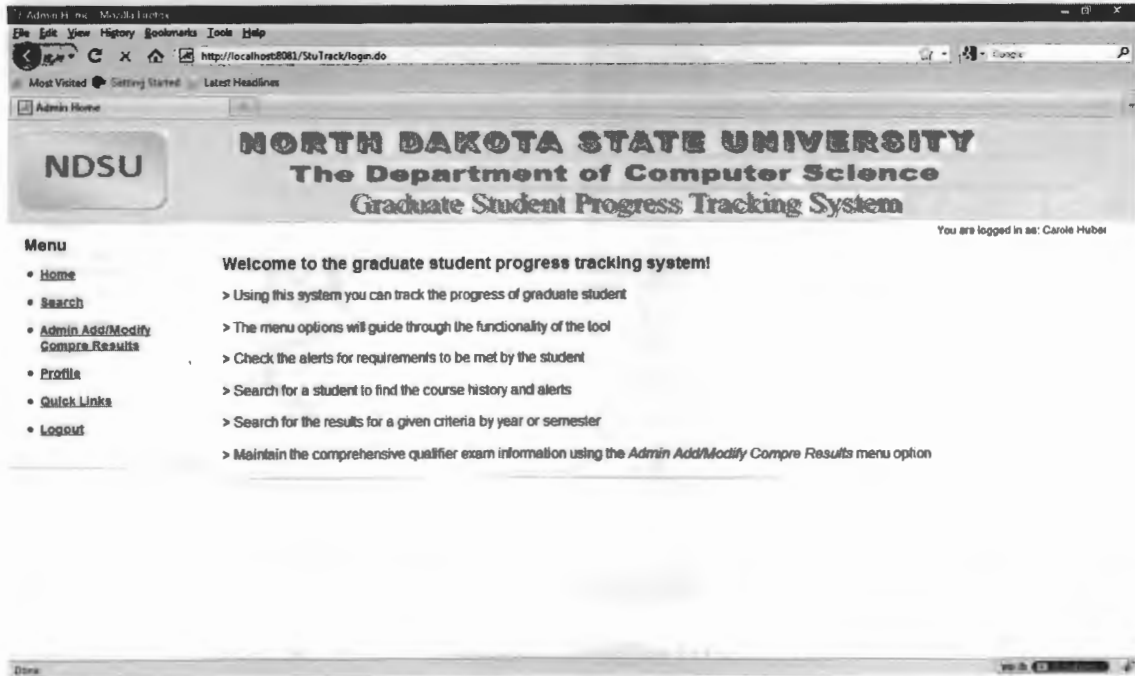 Admin Home - Mozilla Firefox
File Edit View History Bookmarks Tools Help
http://localhost:8081/StuTrack/login.do
Google
Most Visited Getting Started Latest Headlines
Admin Home
NDSU
NORTH DAKOTA STATE UNIVERSITY
The Department of Computer Science
Graduate Student Progress Tracking System
You are logged in as: Carole Huber
Menu
• Home
• Search
• Admin Add/Modify
Compre Results
• Profile
• Quick Links
• Logout
Welcome to the graduate student progress tracking system!
> Using this system you can track the progress of graduate student
> The menu options will guide through the functionality of the tool
> Check the alerts for requirements to be met by the student
> Search for a student to find the course history and alerts
> Search for the results for a given criteria by year or semester
> Maintain the comprehensive qualifier exam information using the Admin Add/Modify Compre Results menu option
Done